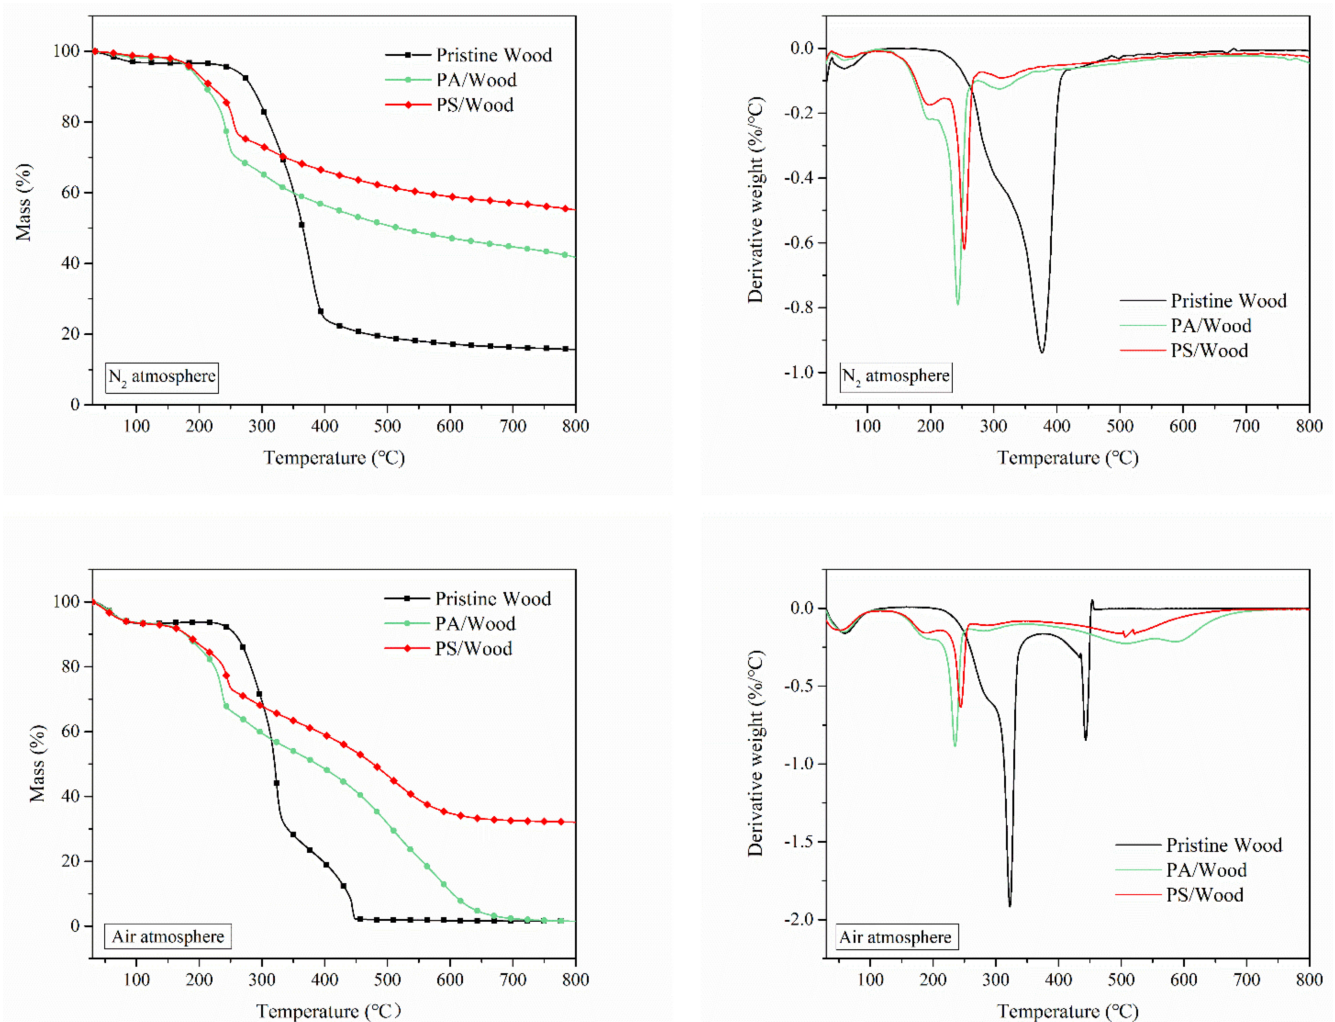 100
80
60
40
20
0
Mass (%)
Pristine Wood
PA/Wood
PS/Wood
N2 atmosphere
100 200 300 400 500 600 700 800
Temperature (℃)
0.0
-0.2
-0.4
-0.6
-0.8
-1.0
Derivative weight (%/℃)
Pristine Wood
PA/Wood
PS/Wood
N2 atmosphere
100 200 300 400 500 600 700 800
Temperature (℃)
100
80
60
40
20
0
Mass (%)
Pristine Wood
PA/Wood
PS/Wood
Air atmosphere
100 200 300 400 500 600 700 800
Temperature (℃)
0.0
-0.5
-1.0
-1.5
-2.0
Derivative weight (%/℃)
Pristine Wood
PA/Wood
PS/Wood
Air atmosphere
100 200 300 400 500 600 700 800
Temperature (℃)